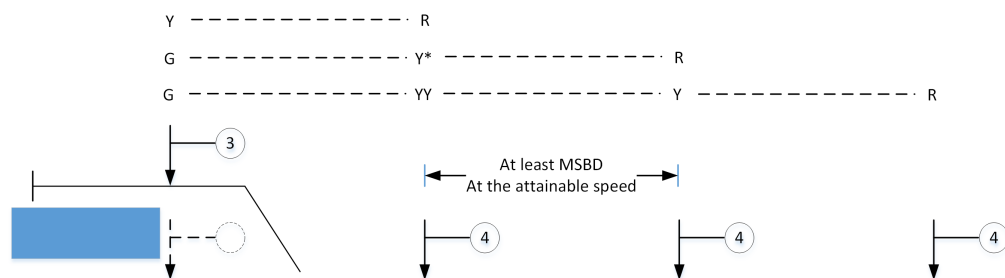 Y R
G Y* R
G YY Y R
3
At least MSBD
At the attainable speed
4 4 4